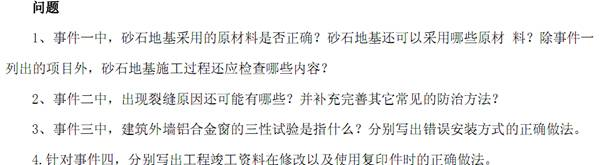 问题
1、事件一中，砂石地基采用的原材料是否正确？砂石地基还可以采用哪些原材 料？除事件一
列出的项目外，砂石地基施工过程还应检查哪些内容？
2、事件二中，出现裂缝原因还可能有哪些？并补充完善其它常见的防治方法？
3、事件三中，建筑外墙铝合金窗的三性试验是指什么？分别写出错误安装方式的正确做法。
4.针对事件四，分别写出工程竣工资料在修改以及使用复印件时的正确做法。